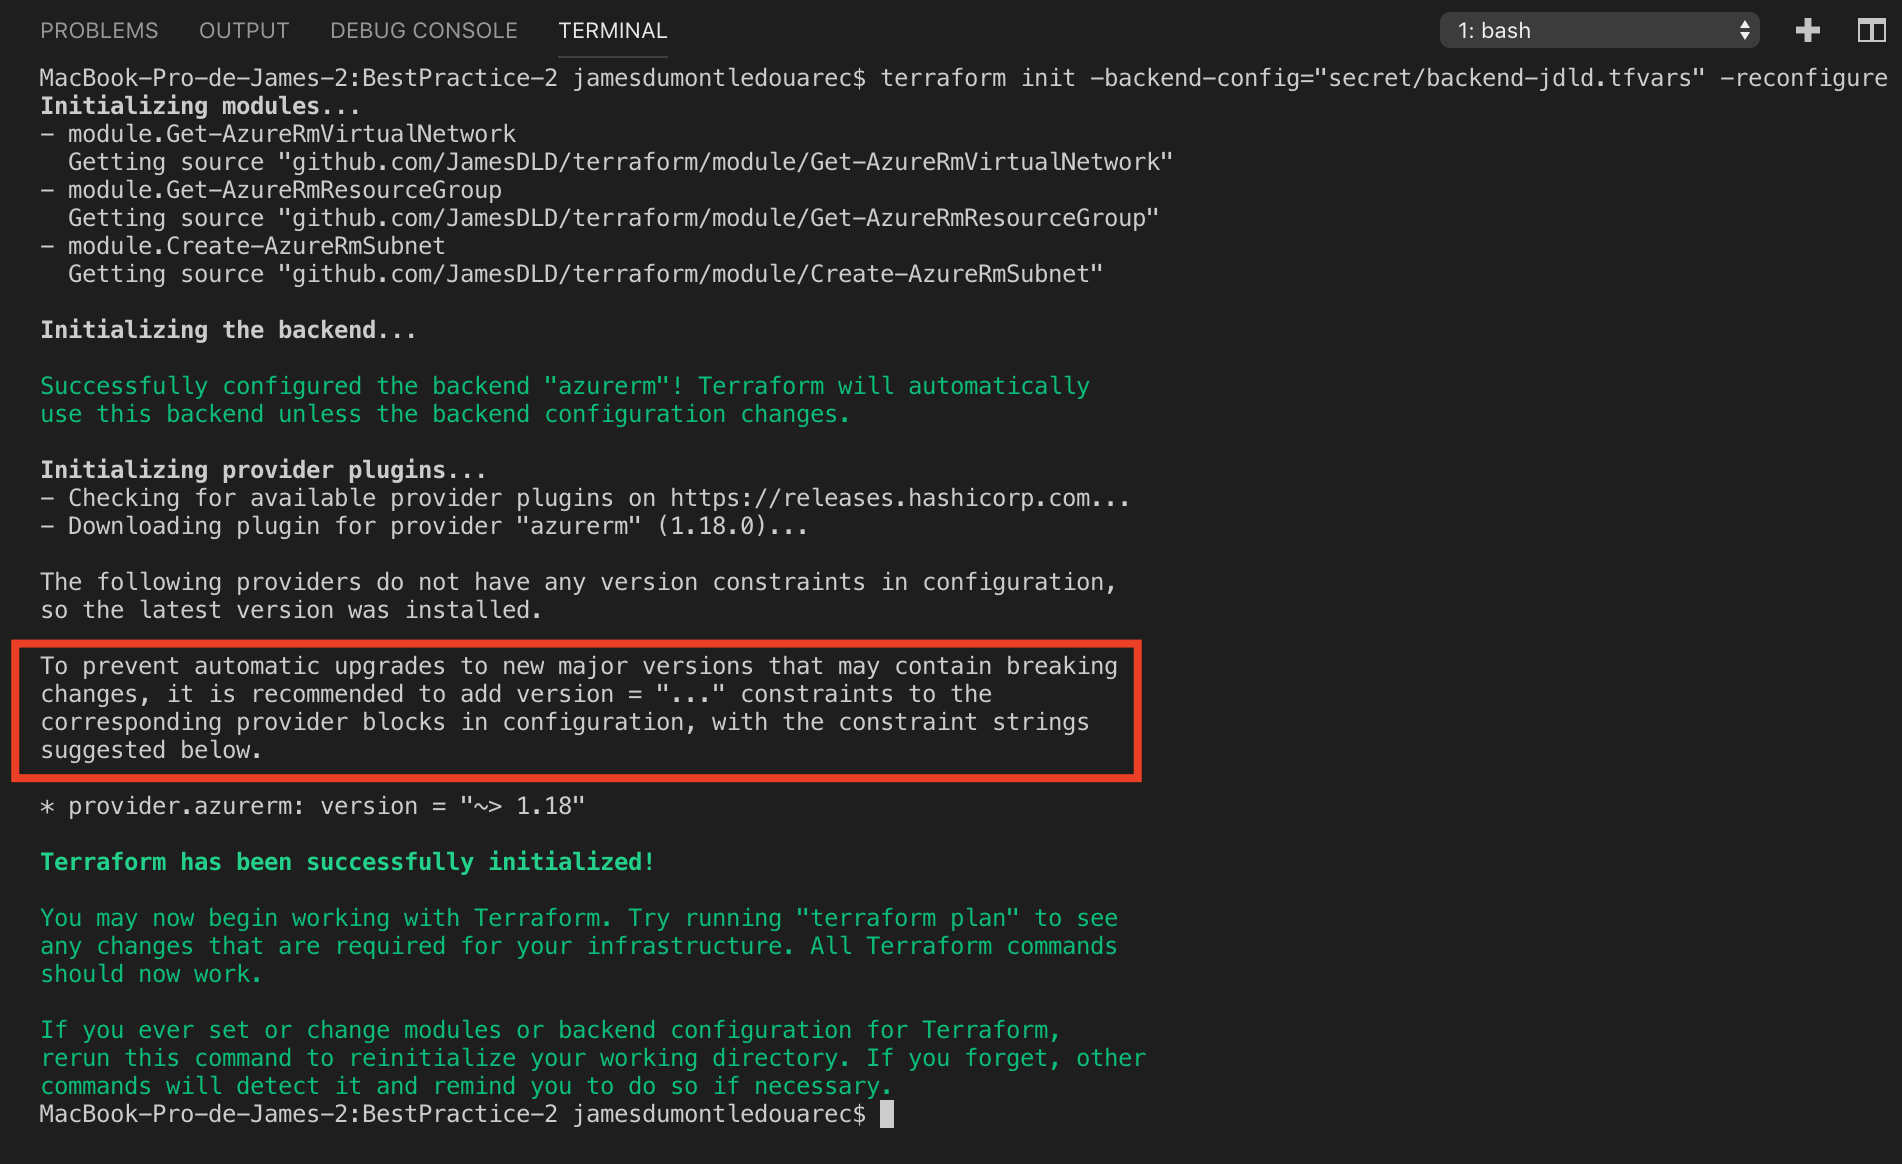 PROBLEMS OUTPUT DEBUG CONSOLE TERMINAL 1: bash
MacBook-Pro-de-James-2:BestPractice-2 jamesdumontledouarec$ terraform init -backend-config="secret/backend-jdld.tfvars" -reconfigure
Initializing modules...
- module.Get-AzureRmVirtualNetwork
  Getting source "github.com/JamesDLD/terraform/module/Get-AzureRmVirtualNetwork"
- module.Get-AzureRmResourceGroup
  Getting source "github.com/JamesDLD/terraform/module/Get-AzureRmResourceGroup"
- module.Create-AzureRmSubnet
  Getting source "github.com/JamesDLD/terraform/module/Create-AzureRmSubnet"
Initializing the backend...
Successfully configured the backend "azurerm"! Terraform will automatically
use this backend unless the backend configuration changes.
Initializing provider plugins...
- Checking for available provider plugins on https://releases.hashicorp.com...
- Downloading plugin for provider "azurerm" (1.18.0)...
The following providers do not have any version constraints in configuration,
so the latest version was installed.
To prevent automatic upgrades to new major versions that may contain breaking
changes, it is recommended to add version = "..." constraints to the
corresponding provider blocks in configuration, with the constraint strings
suggested below.
* provider.azurerm: version = "~> 1.18"
Terraform has been successfully initialized!
You may now begin working with Terraform. Try running "terraform plan" to see
any changes that are required for your infrastructure. All Terraform commands
should now work.
If you ever set or change modules or backend configuration for Terraform,
rerun this command to reinitialize your working directory. If you forget, other
commands will detect it and remind you to do so if necessary.
MacBook-Pro-de-James-2:BestPractice-2 jamesdumontledouarec$